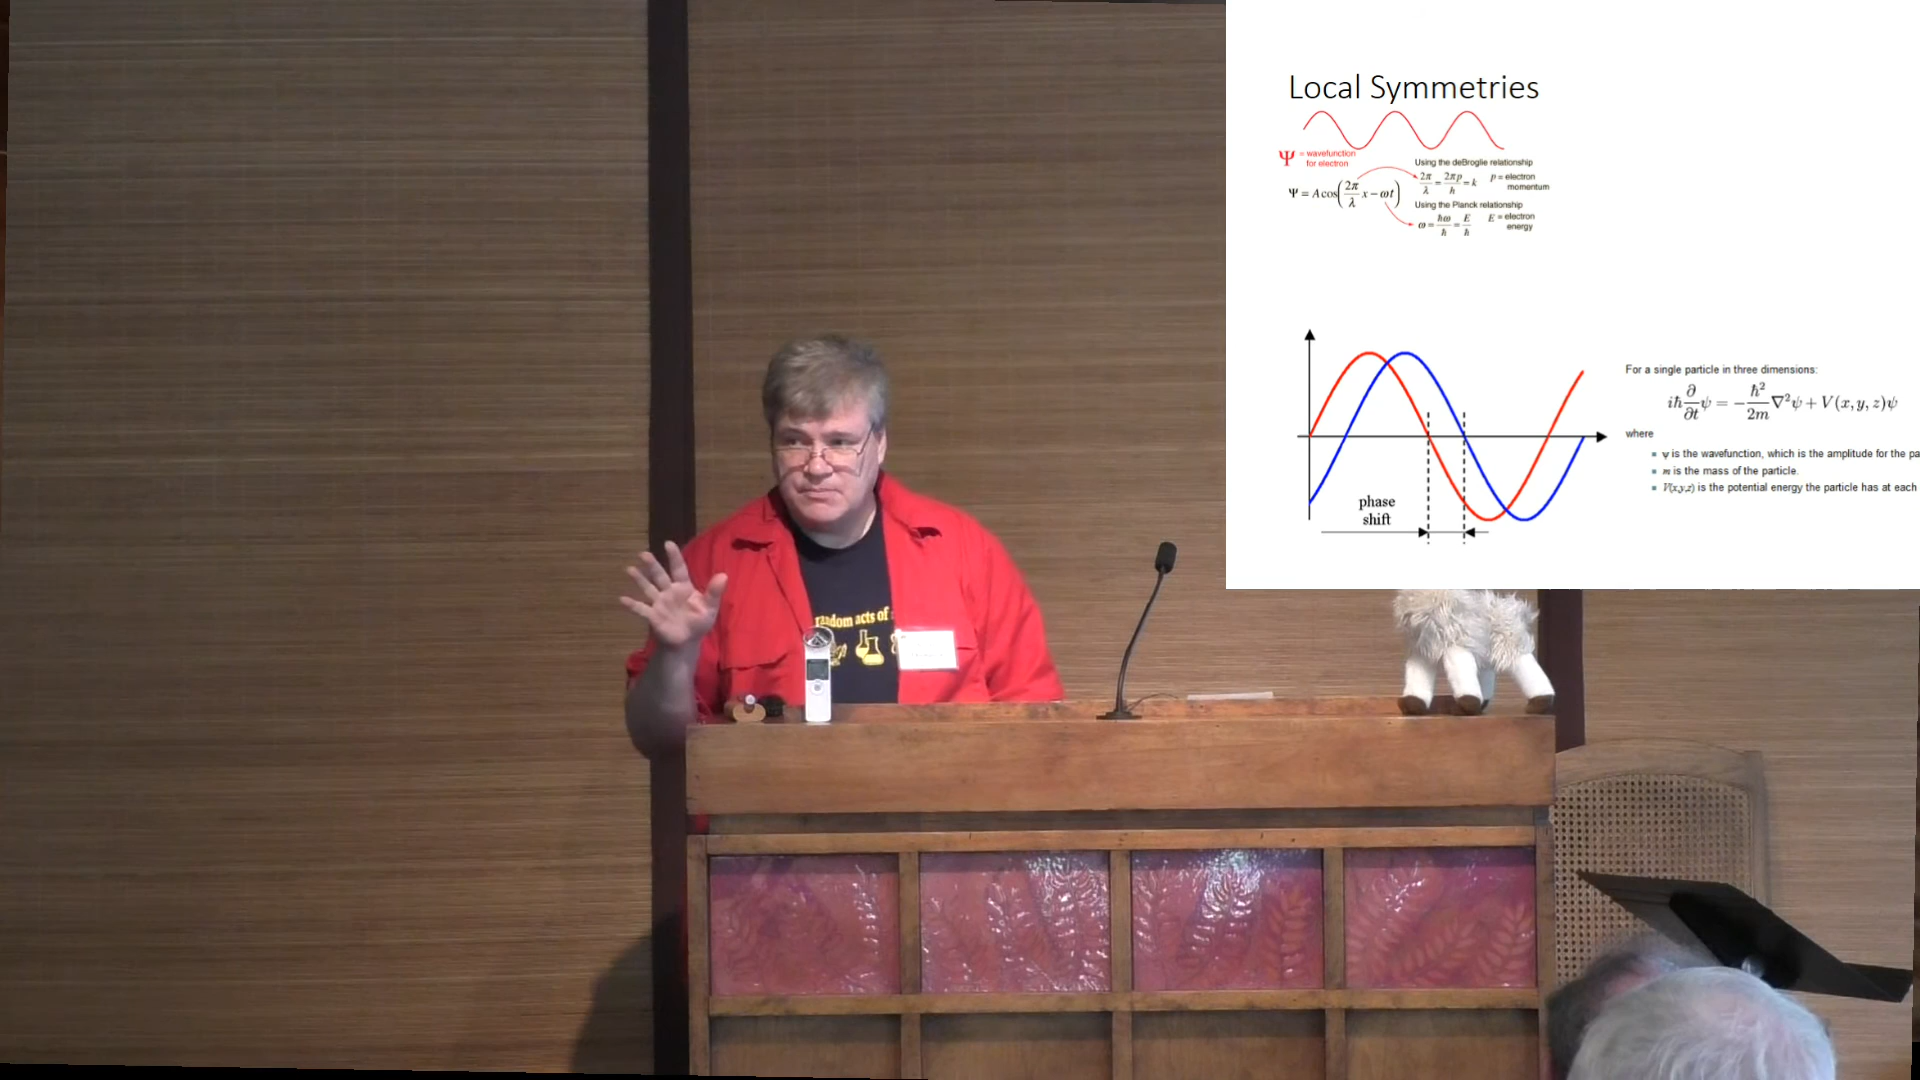 Local Symmetries
Ψ = wavefunction
for electron
Using the deBroglie relationship
2π/λ = 2πp/h = k p = electron
momentum
Ψ = A cos(2π/λ x − ωt)
Using the Planck relationship
ω = ħω/ħ = E/ħ E = electron
energy
For a single particle in three dimensions:
iħ ∂/∂t ψ = −ħ²/2m ∇²ψ + V(x, y, z)ψ
where
ψ is the wavefunction, which is the amplitude for the pa
m is the mass of the particle.
V(x,y,z) is the potential energy the particle has at each
phase
shift
random acts of